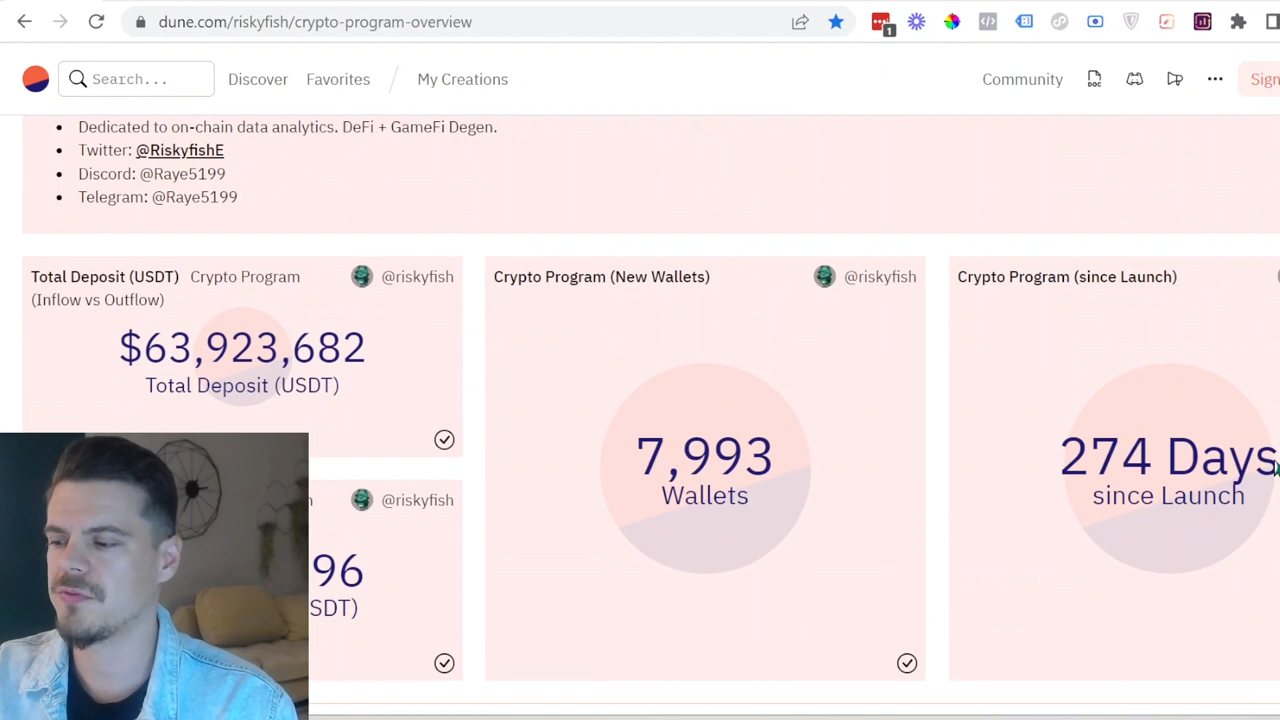 dune.com/riskyfish/crypto-program-overview
1
Search...
Discover
Favorites
My Creations
Community
DOC
Sign
Dedicated to on-chain data analytics. DeFi + GameFi Degen.
Twitter: @RiskyfishE
Discord: @Raye5199
Telegram: @Raye5199
Total Deposit (USDT) Crypto Program
(Inflow vs Outflow)
@riskyfish
$63,923,682
Total Deposit (USDT)
@riskyfish
96
SDT)
Crypto Program (New Wallets)
@riskyfish
7,993
Wallets
Crypto Program (since Launch)
274 Days
since Launch